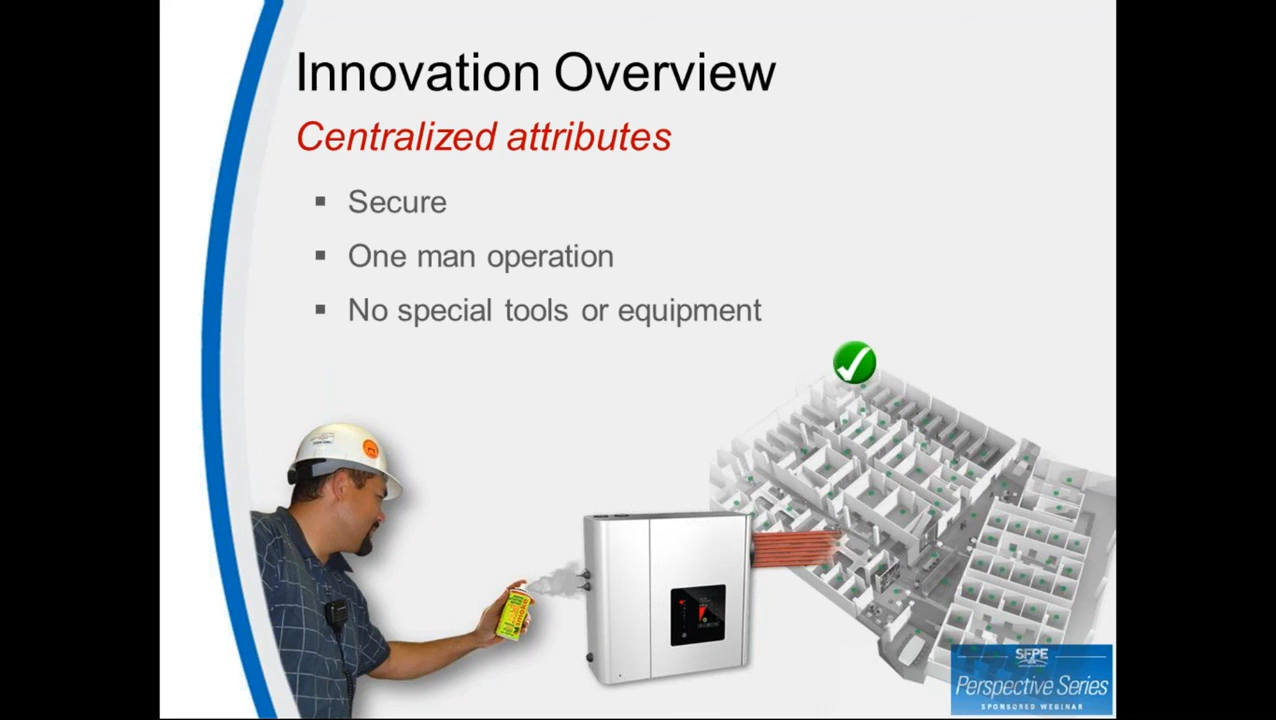 Innovation Overview
Centralized attributes
▪ Secure
▪ One man operation
▪ No special tools or equipment
SFPE
Perspective Series
SPONSORED WEBINAR